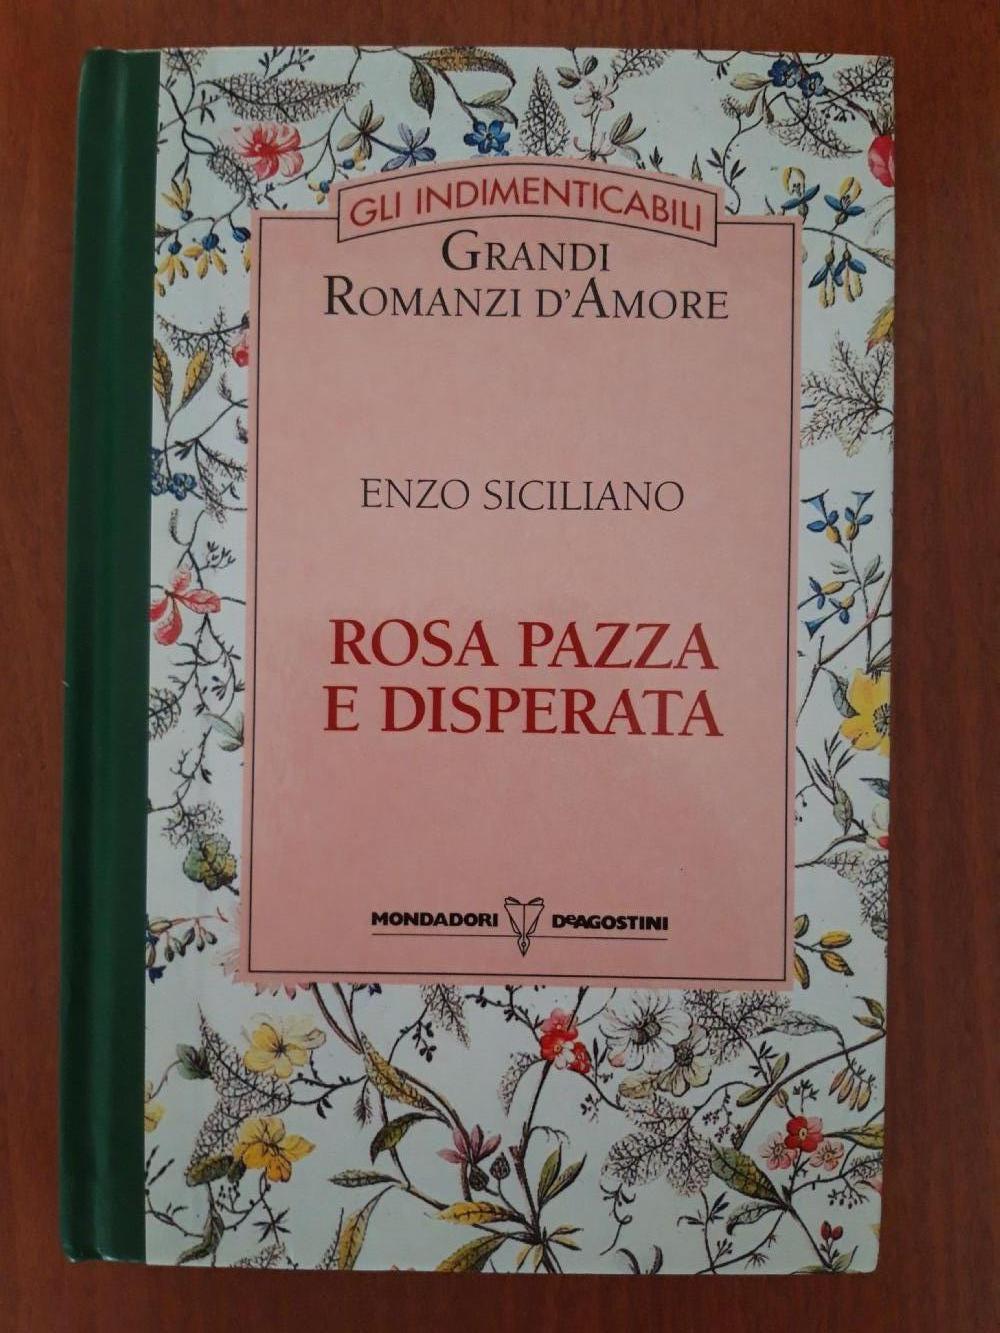 GLI INDIMENTICABILI
GRANDI
ROMANZI D'AMORE
ENZO SICILIANO
ROSA PAZZA
E DISPERATA
MONDADORI DEAGOSTINI